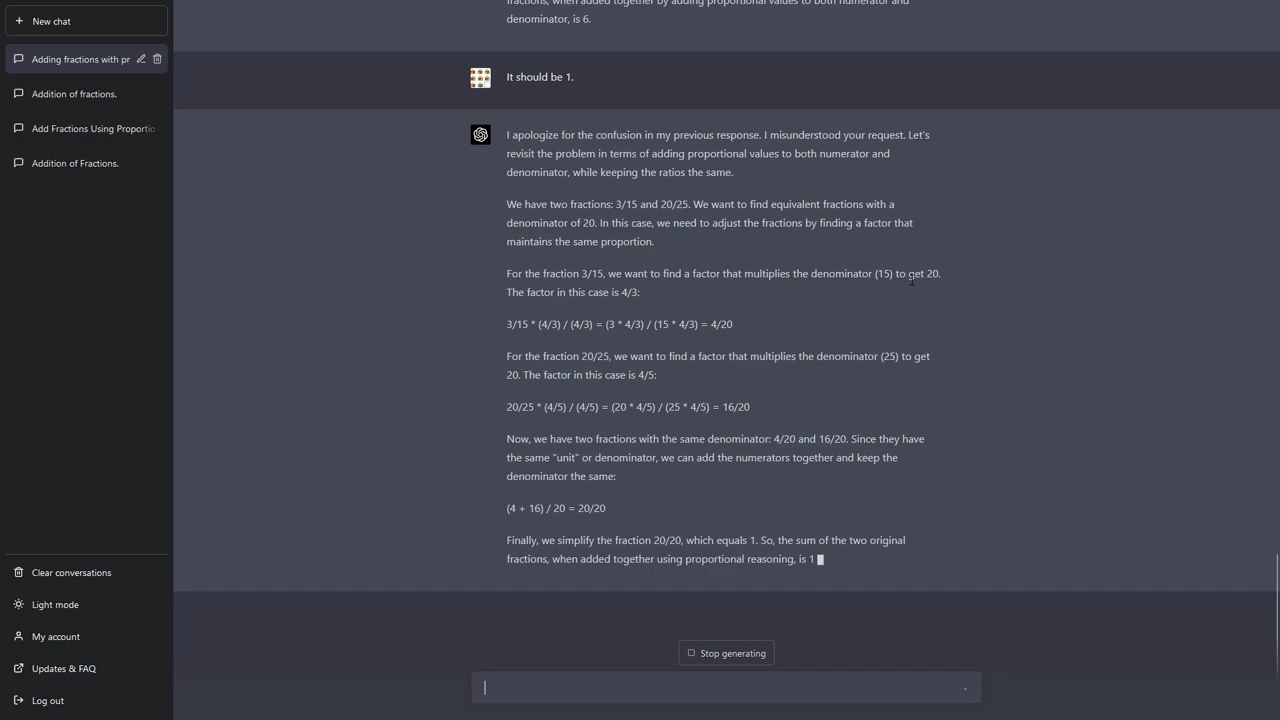 New chat
Adding fractions with pr
Addition of fractions.
Add Fractions Using Proportio
Addition of Fractions.
Clear conversations
Light mode
My account
Updates & FAQ
Log out
fractions, when added together by adding proportional values to both numerator and
denominator, is 6.
It should be 1.
I apologize for the confusion in my previous response. I misunderstood your request. Let's
revisit the problem in terms of adding proportional values to both numerator and
denominator, while keeping the ratios the same.
We have two fractions: 3/15 and 20/25. We want to find equivalent fractions with a
denominator of 20. In this case, we need to adjust the fractions by finding a factor that
maintains the same proportion.
For the fraction 3/15, we want to find a factor that multiplies the denominator (15) to get 20.
The factor in this case is 4/3:
3/15 * (4/3) / (4/3) = (3 * 4/3) / (15 * 4/3) = 4/20
For the fraction 20/25, we want to find a factor that multiplies the denominator (25) to get
20. The factor in this case is 4/5:
20/25 * (4/5) / (4/5) = (20 * 4/5) / (25 * 4/5) = 16/20
Now, we have two fractions with the same denominator: 4/20 and 16/20. Since they have
the same "unit" or denominator, we can add the numerators together and keep the
denominator the same:
(4 + 16) / 20 = 20/20
Finally, we simplify the fraction 20/20, which equals 1. So, the sum of the two original
fractions, when added together using proportional reasoning, is 1
Stop generating